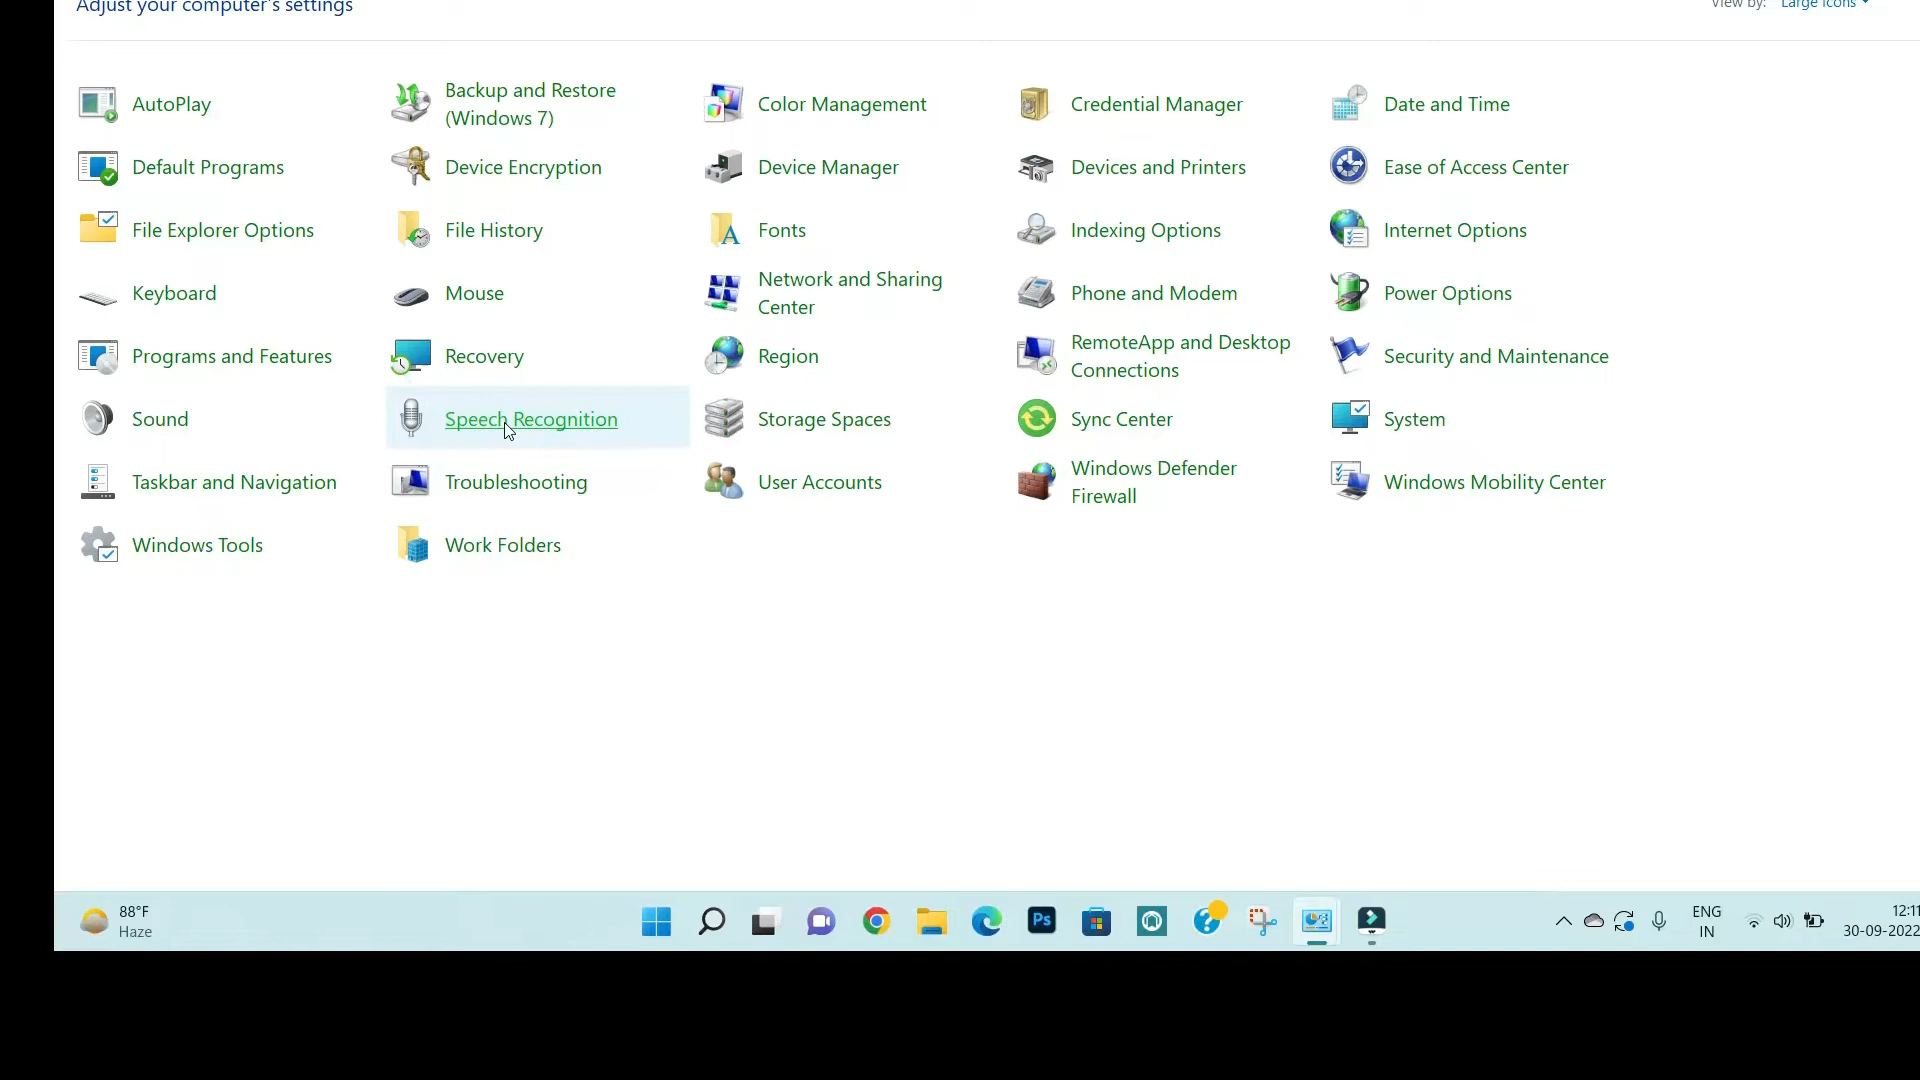 Adjust your computer's settings
View by: Large icons
AutoPlay
Backup and Restore
(Windows 7)
Color Management
Credential Manager
Date and Time
Default Programs
Device Encryption
Device Manager
Devices and Printers
Ease of Access Center
File Explorer Options
File History
Fonts
Indexing Options
Internet Options
Keyboard
Mouse
Network and Sharing
Center
Phone and Modem
Power Options
Programs and Features
Recovery
Region
RemoteApp and Desktop
Connections
Security and Maintenance
Sound
Speech Recognition
Storage Spaces
Sync Center
System
Taskbar and Navigation
Troubleshooting
User Accounts
Windows Defender
Firewall
Windows Mobility Center
Windows Tools
Work Folders
88°F
Haze
Ps
ENG
IN
12:11
30-09-2022